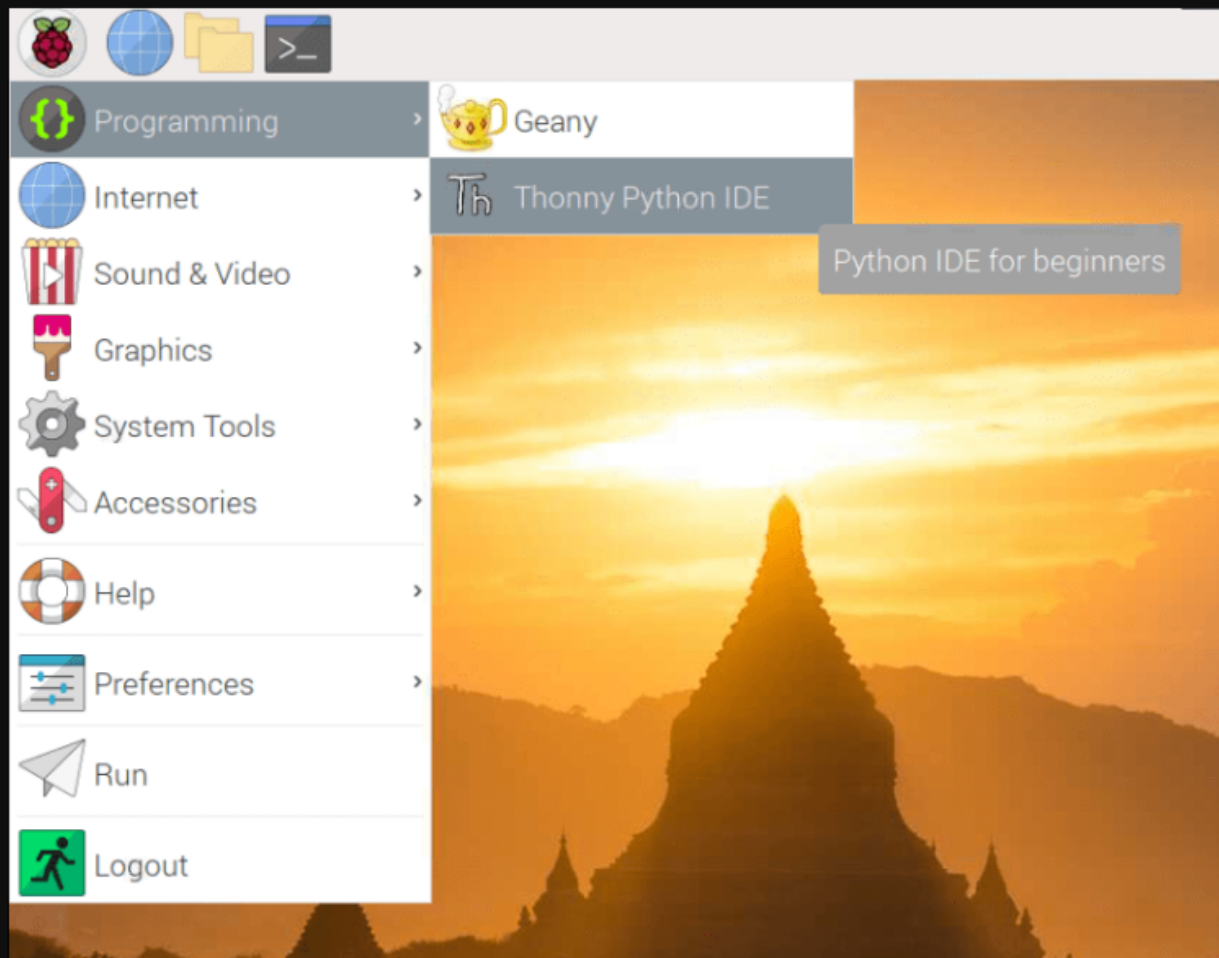 >_
Programming
Geany
Internet
Th Thonny Python IDE
Python IDE for beginners
Sound & Video
Graphics
System Tools
Accessories
Help
Preferences
Run
Logout